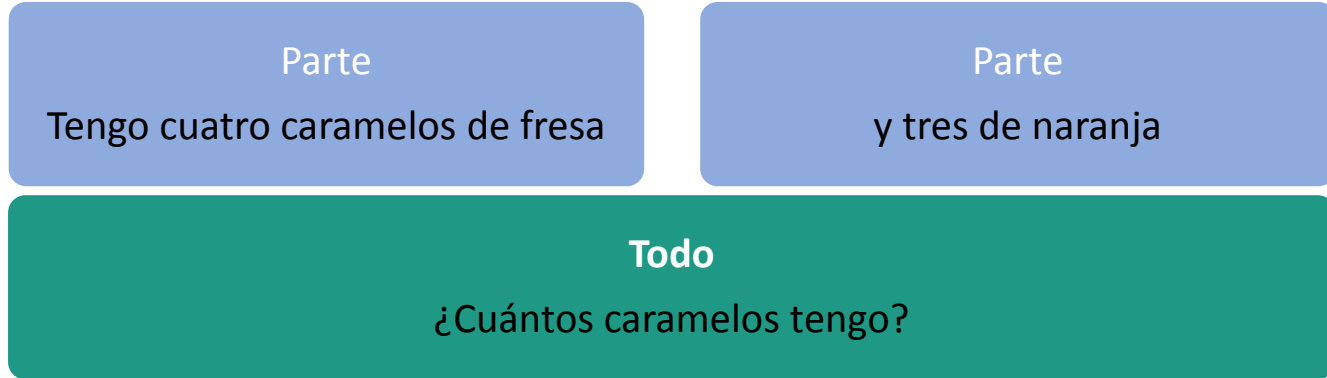 Parte
Tengo cuatro caramelos de fresa
Parte
y tres de naranja
Todo
¿Cuántos caramelos tengo?